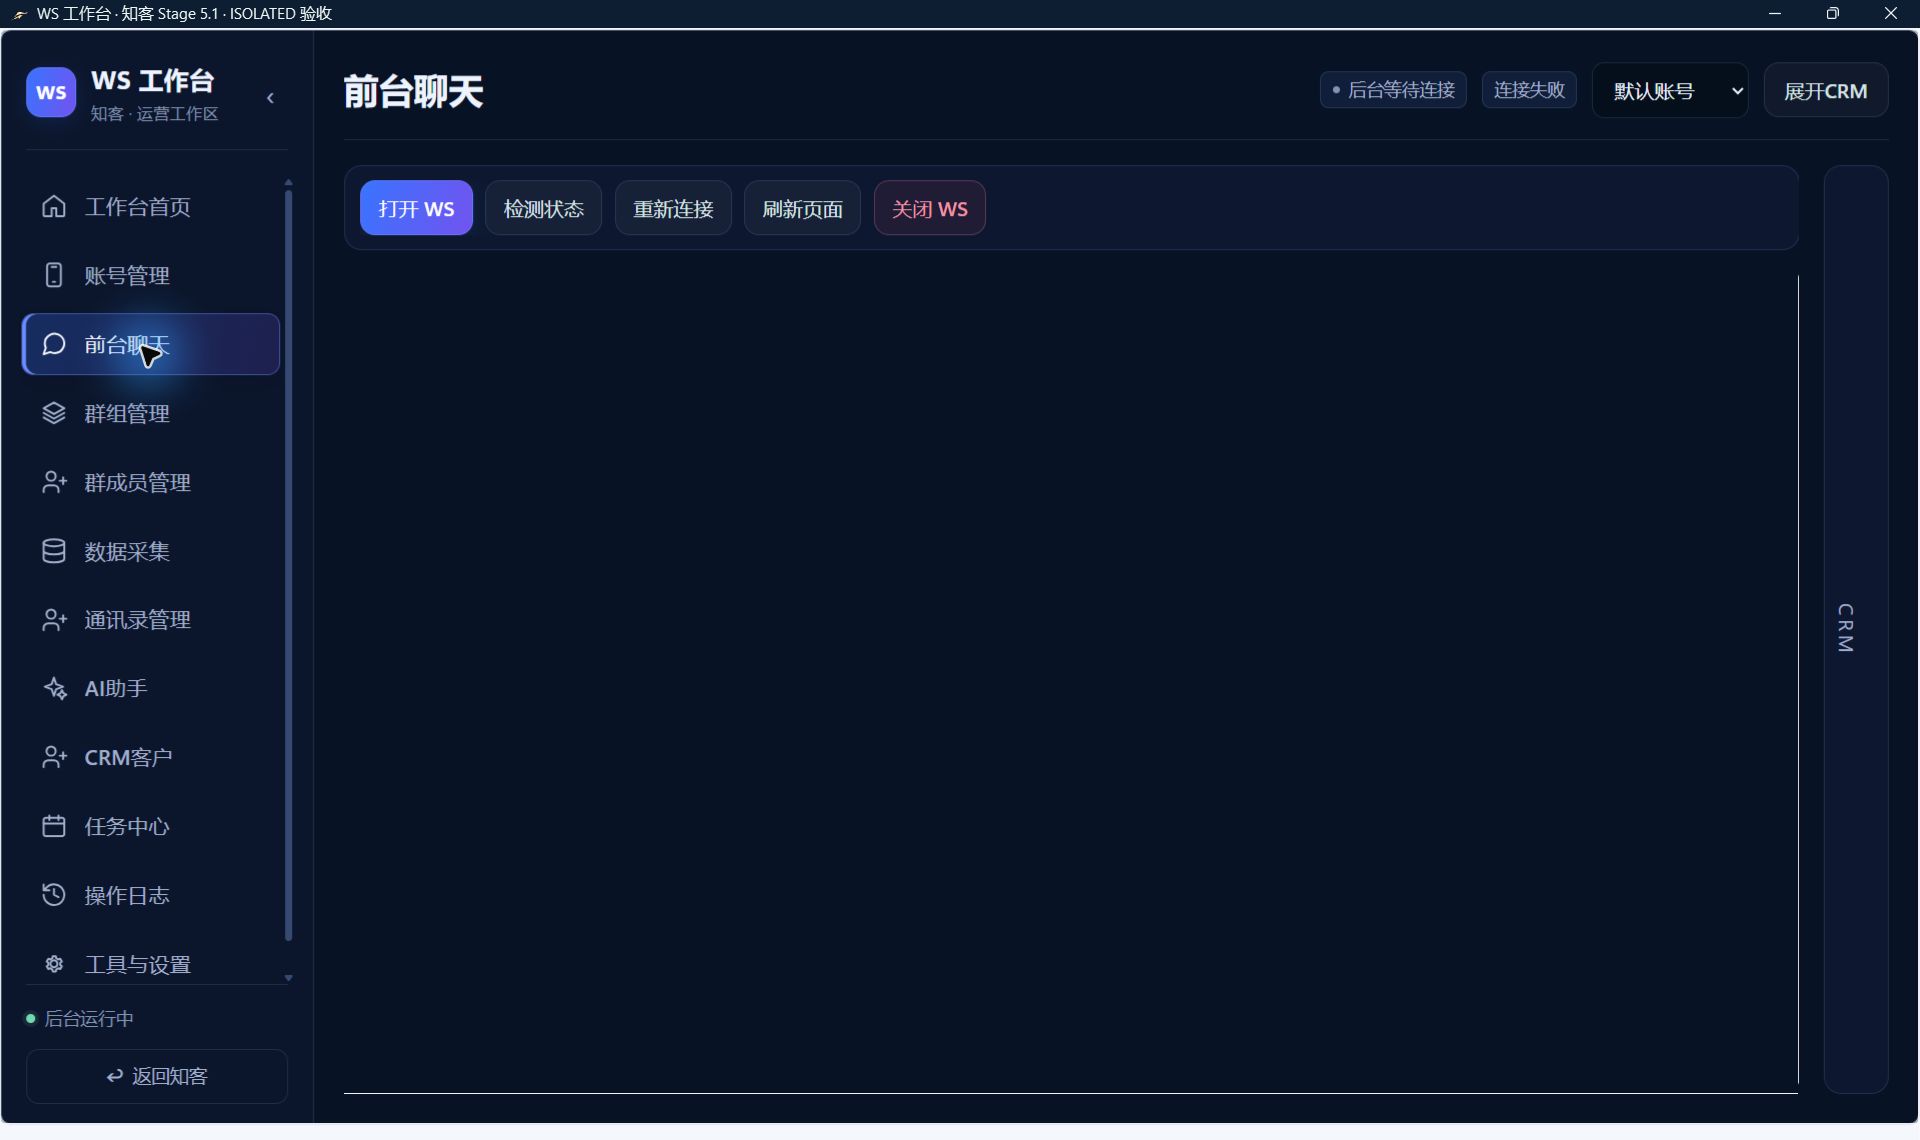 WS 工作台 · 知客 Stage 5.1 · ISOLATED 验收
WS
WS 工作台
知客 · 运营工作区
前台聊天
后台等待连接
连接失败
默认账号
展开CRM
打开 WS
检测状态
重新连接
刷新页面
关闭 WS
工作台首页
账号管理
前台聊天
群组管理
群成员管理
数据采集
通讯录管理
AI助手
CRM客户
任务中心
操作日志
工具与设置
后台运行中
返回知客
CRM